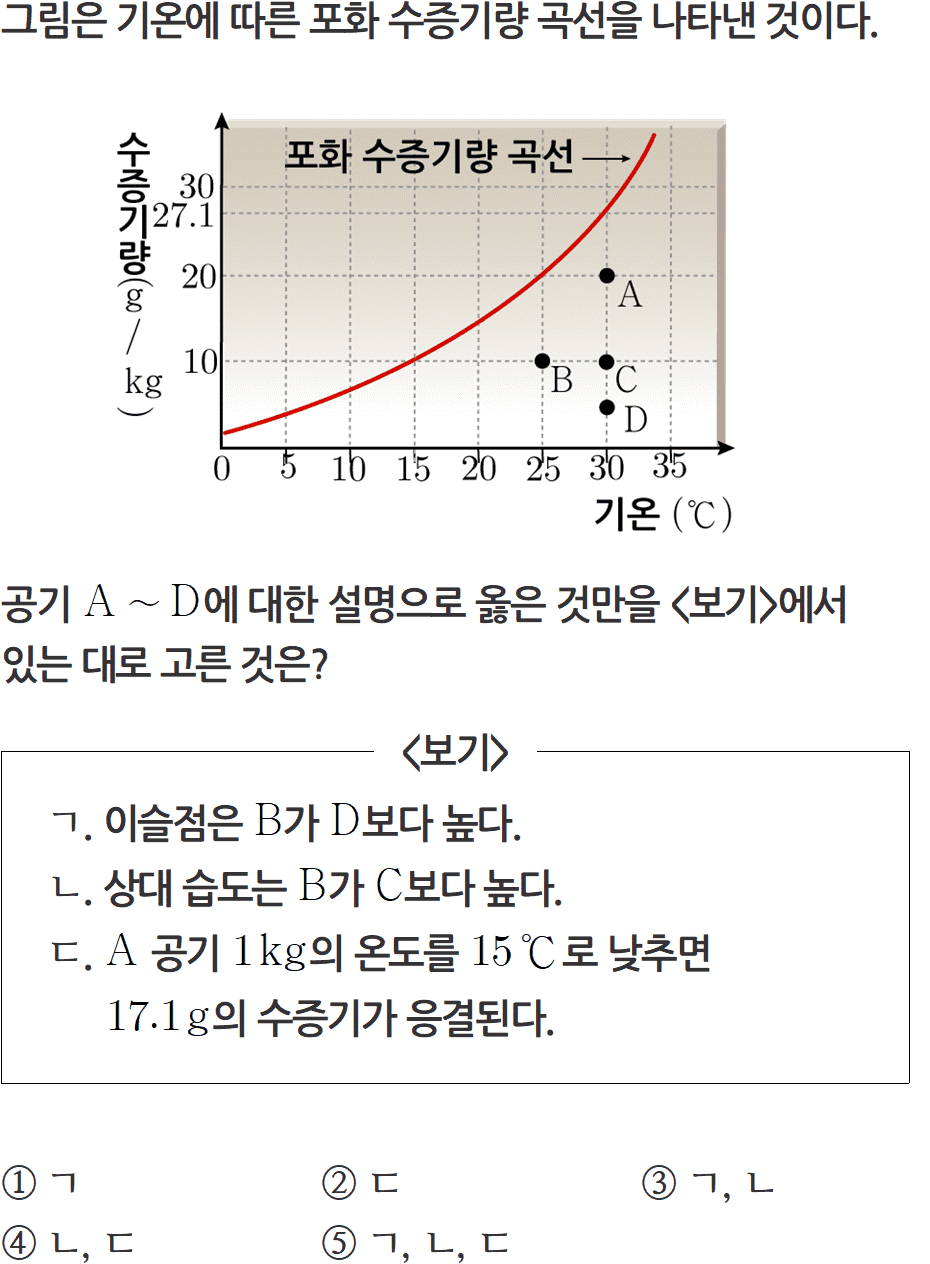 그림은 기온에 따른 포화 수증기량 곡선을 나타낸 것이다.
수증기량(g/kg)
포화 수증기량 곡선
30
27.1
20
10
A
B
C
D
0 5 10 15 20 25 30 35
기온 (℃)
공기 A ~ D에 대한 설명으로 옳은 것만을 <보기>에서
있는 대로 고른 것은?
<보기>
ㄱ. 이슬점은 B가 D보다 높다.
ㄴ. 상대 습도는 B가 C보다 높다.
ㄷ. A 공기 1kg의 온도를 15℃로 낮추면
17.1g의 수증기가 응결된다.
① ㄱ ② ㄷ ③ ㄱ, ㄴ
④ ㄴ, ㄷ ⑤ ㄱ, ㄴ, ㄷ